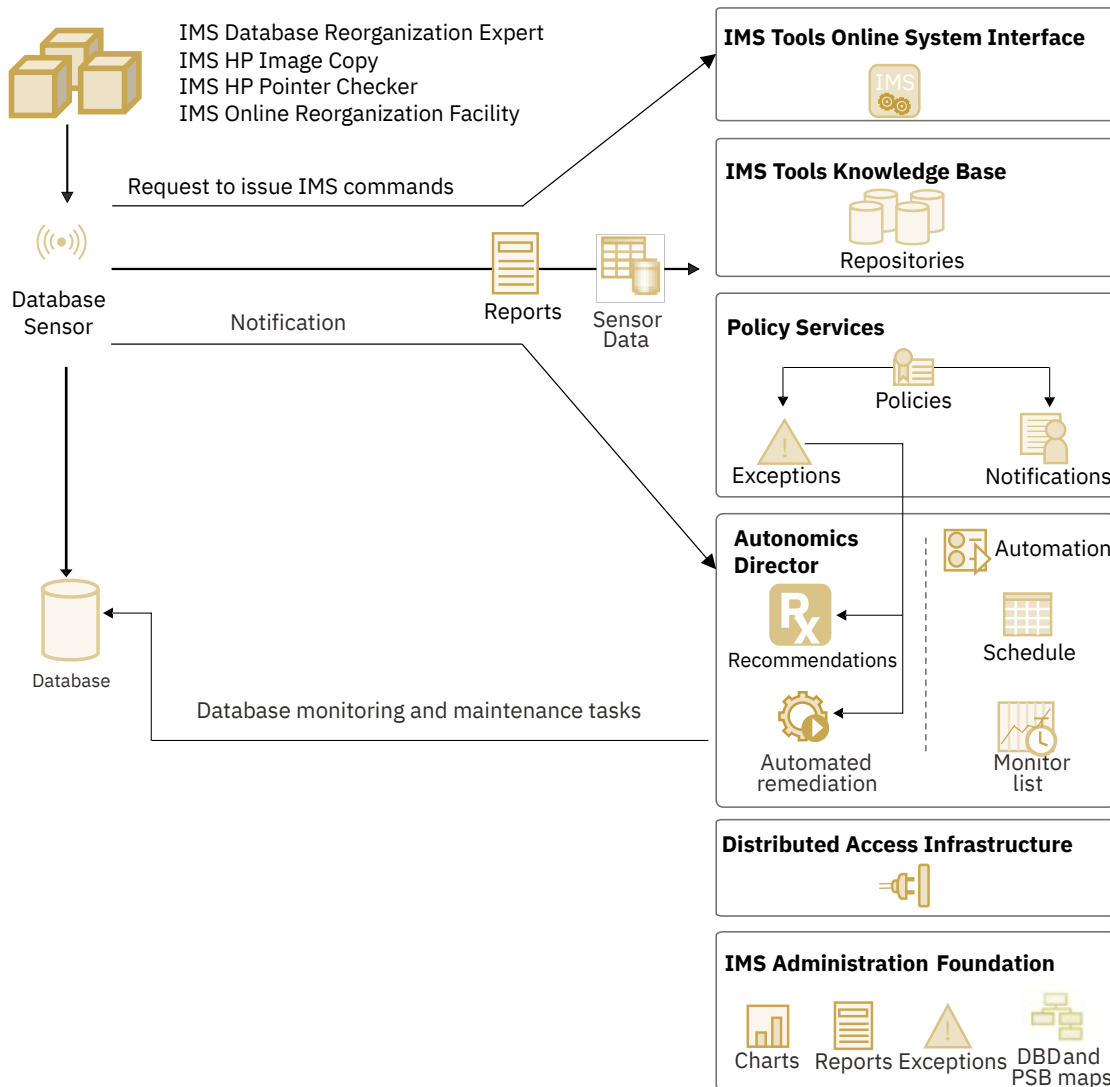 IMS Database Reorganization Expert
IMS HP Image Copy
IMS HP Pointer Checker
IMS Online Reorganization Facility
IMS Tools Online System Interface
IMS
Request to issue IMS commands
IMS Tools Knowledge Base
Repositories
Database
Sensor
Reports
Sensor
Data
Notification
Policy Services
Policies
Exceptions
Notifications
Autonomics
Director
Automation
Rx
Recommendations
Schedule
Database
Database monitoring and maintenance tasks
Automated
remediation
Monitor
list
Distributed Access Infrastructure
IMS Administration Foundation
Charts
Reports
Exceptions
DBD and
PSB maps